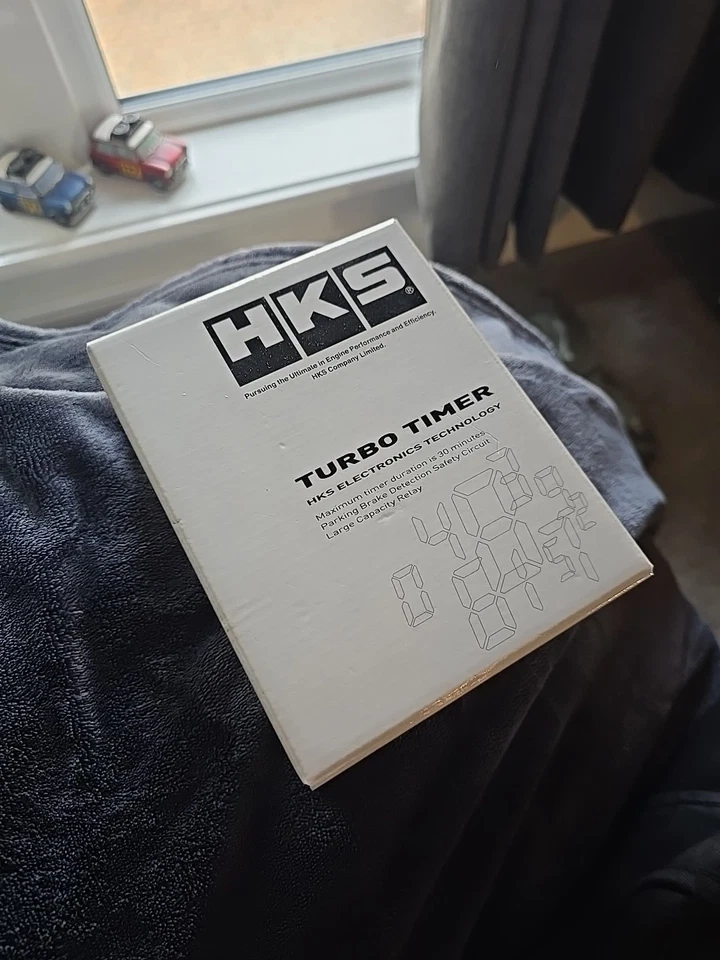 HKS®
Pursuing the Ultimate in Engine Performance and Efficiency.
HKS Company Limited.
TURBO TIMER
HKS ELECTRONICS TECHNOLOGY
Maximum timer duration is 30 minutes.
Parking Brake Detection Safety Circuit
Large Capacity Relay